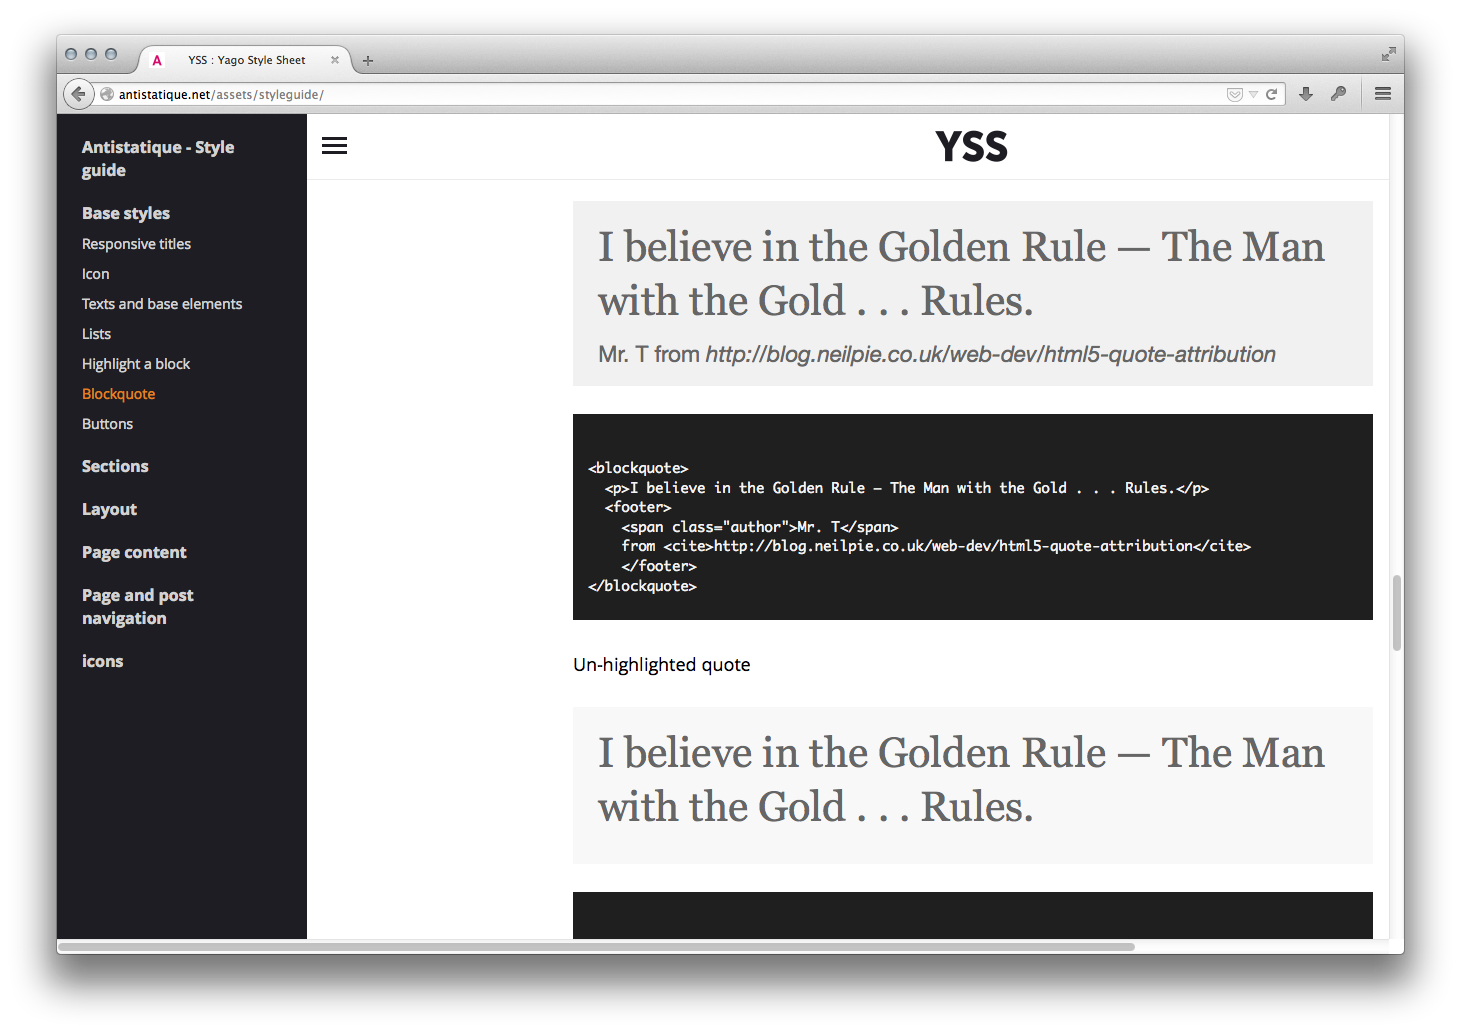 A YSS : Yago Style Sheet
antistatique.net/assets/styleguide/
Antistatique - Style
guide
Base styles
Responsive titles
Icon
Texts and base elements
Lists
Highlight a block
Blockquote
Buttons
Sections
Layout
Page content
Page and post
navigation
icons
YSS
I believe in the Golden Rule — The Man
with the Gold . . . Rules.
Mr. T from http://blog.neilpie.co.uk/web-dev/html5-quote-attribution
<blockquote>
  <p>I believe in the Golden Rule — The Man with the Gold . . . Rules.</p>
  <footer>
    <span class="author">Mr. T</span>
    from <cite>http://blog.neilpie.co.uk/web-dev/html5-quote-attribution</cite>
    </footer>
</blockquote>
Un-highlighted quote
I believe in the Golden Rule — The Man
with the Gold . . . Rules.